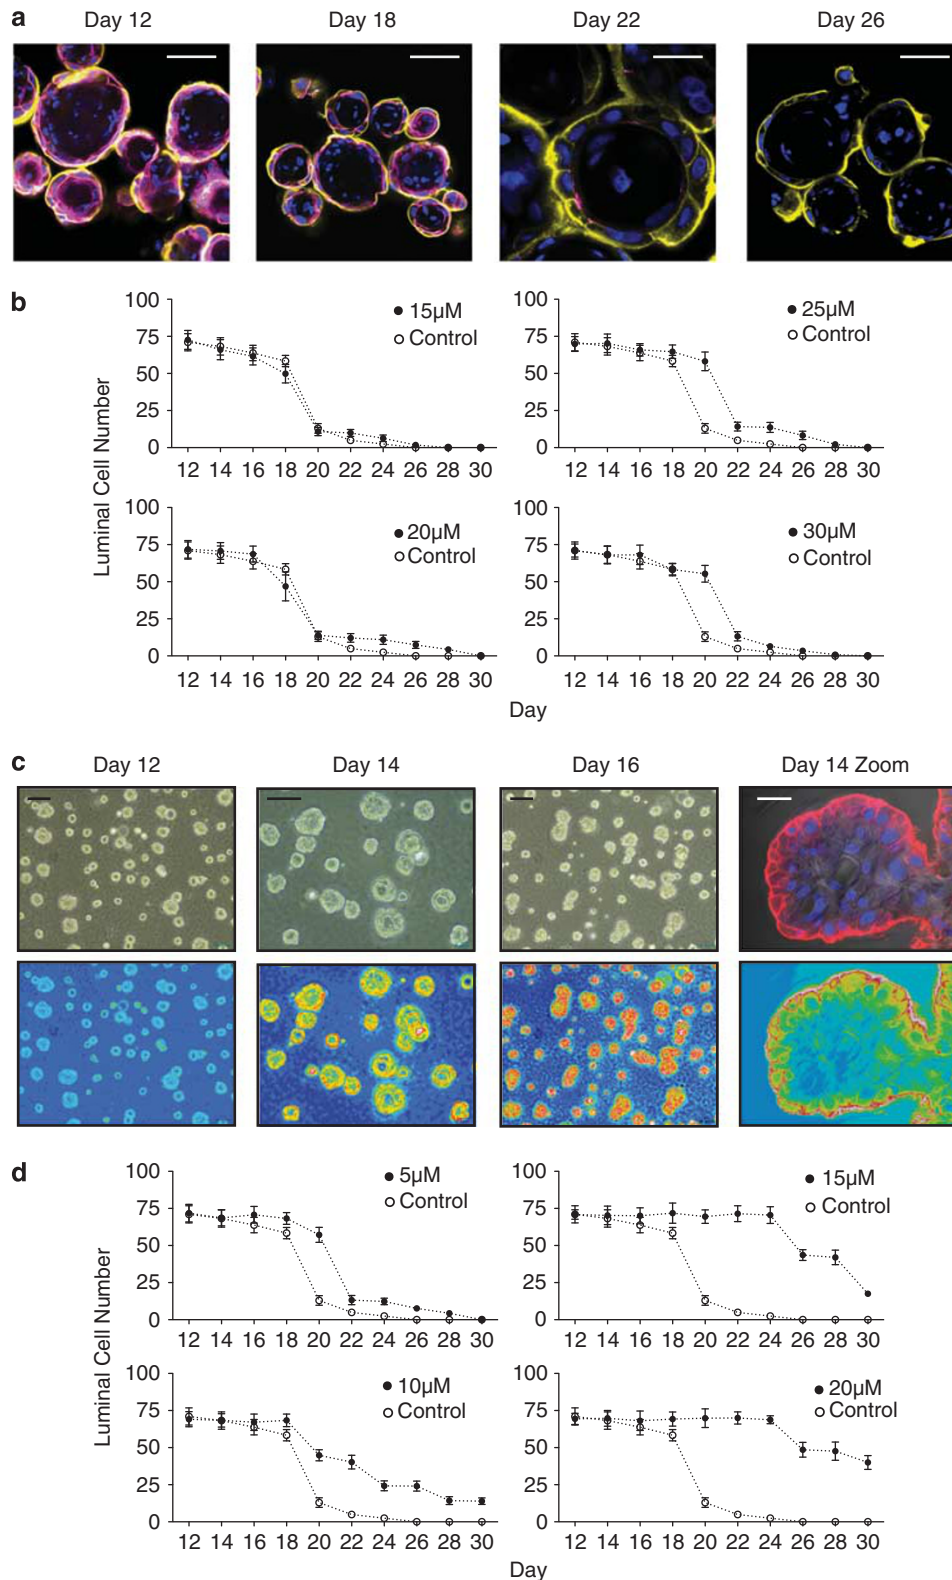 a
Day 12 Day 18 Day 22 Day 26
b
100
75
50
25
0
15µM
Control
12 14 16 18 20 22 24 26 28 30
100
75
50
25
0
25µM
Control
12 14 16 18 20 22 24 26 28 30
Luminal Cell Number
100
75
50
25
0
20µM
Control
12 14 16 18 20 22 24 26 28 30
100
75
50
25
0
30µM
Control
12 14 16 18 20 22 24 26 28 30
Day
c
Day 12 Day 14 Day 16 Day 14 Zoom
d
100
75
50
25
0
5µM
Control
12 14 16 18 20 22 24 26 28 30
100
75
50
25
0
15µM
Control
12 14 16 18 20 22 24 26 28 30
Luminal Cell Number
100
75
50
25
0
10µM
Control
12 14 16 18 20 22 24 26 28 30
100
75
50
25
0
20µM
Control
12 14 16 18 20 22 24 26 28 30
Day